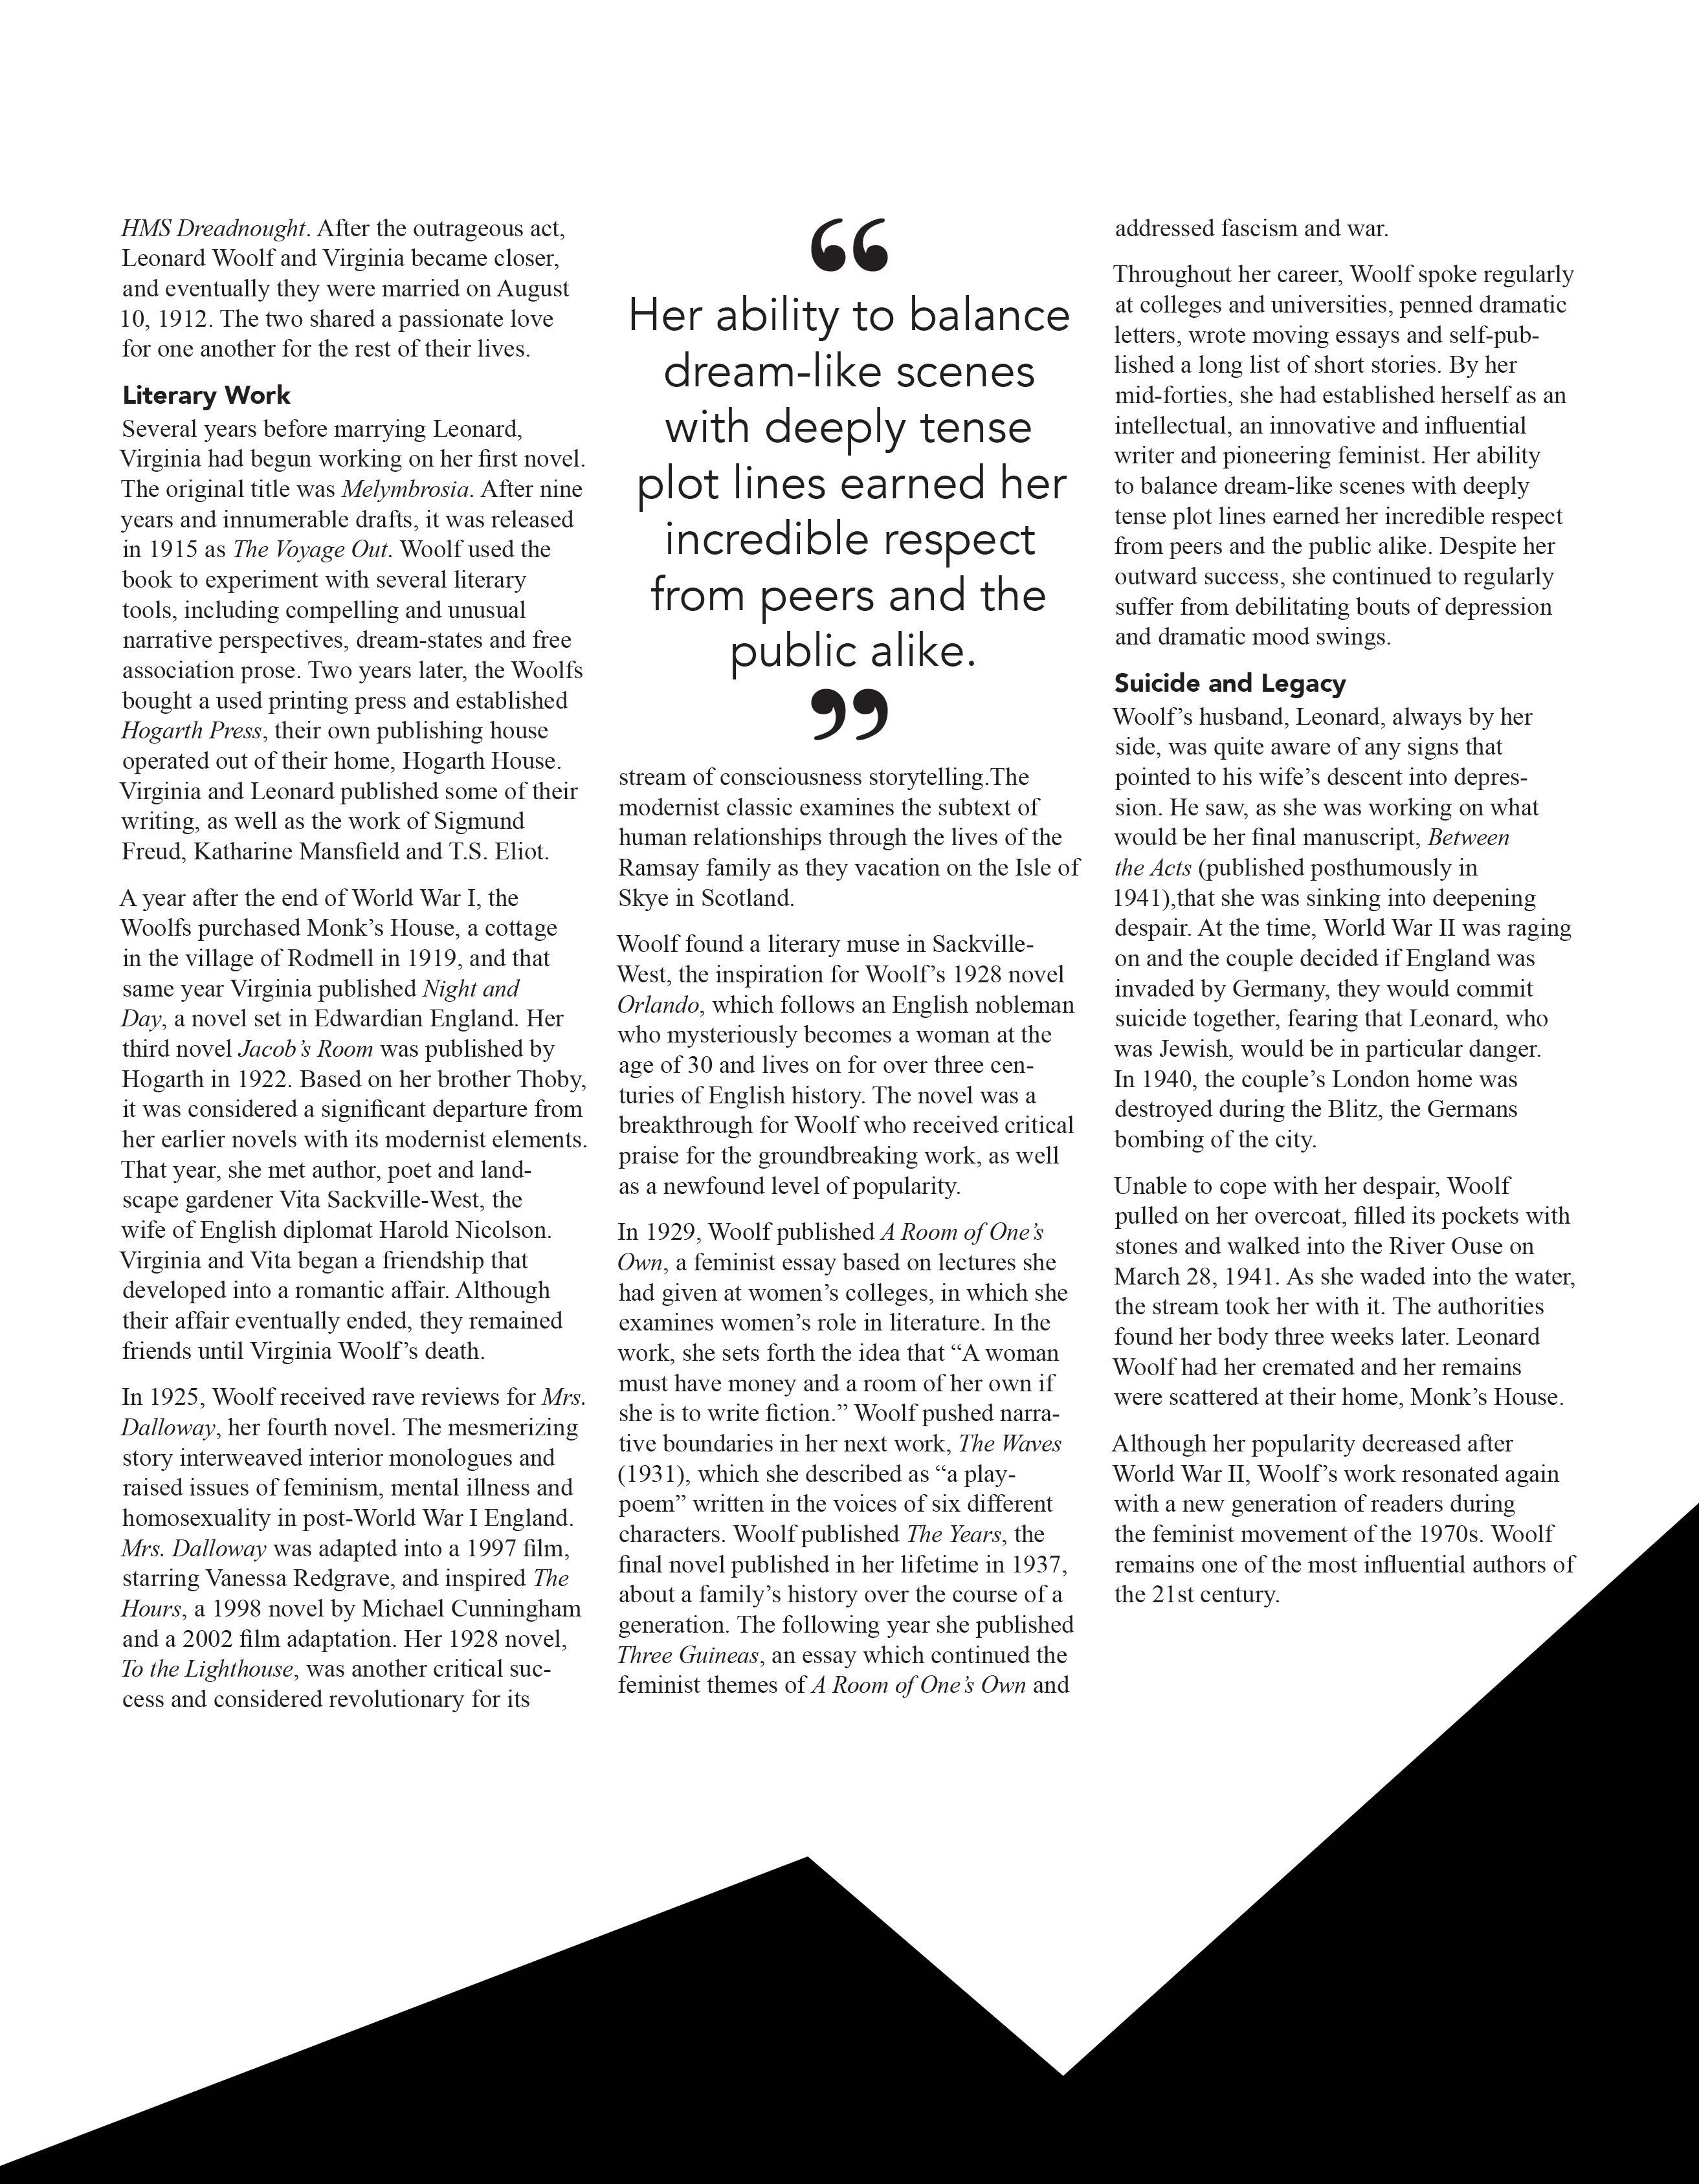 HMS Dreadnought. After the outrageous act,
Leonard Woolf and Virginia became closer,
and eventually they were married on August
10, 1912. The two shared a passionate love
for one another for the rest of their lives.
Literary Work
Several years before marrying Leonard,
Virginia had begun working on her first novel.
The original title was Melymbrosia. After nine
years and innumerable drafts, it was released
in 1915 as The Voyage Out. Woolf used the
book to experiment with several literary
tools, including compelling and unusual
narrative perspectives, dream-states and free
association prose. Two years later, the Woolfs
bought a used printing press and established
Hogarth Press, their own publishing house
operated out of their home, Hogarth House.
Virginia and Leonard published some of their
writing, as well as the work of Sigmund
Freud, Katharine Mansfield and T.S. Eliot.
A year after the end of World War I, the
Woolfs purchased Monk’s House, a cottage
in the village of Rodmell in 1919, and that
same year Virginia published Night and
Day, a novel set in Edwardian England. Her
third novel Jacob’s Room was published by
Hogarth in 1922. Based on her brother Thoby,
it was considered a significant departure from
her earlier novels with its modernist elements.
That year, she met author, poet and land-
scape gardener Vita Sackville-West, the
wife of English diplomat Harold Nicolson.
Virginia and Vita began a friendship that
developed into a romantic affair. Although
their affair eventually ended, they remained
friends until Virginia Woolf’s death.
In 1925, Woolf received rave reviews for Mrs.
Dalloway, her fourth novel. The mesmerizing
story interweaved interior monologues and
raised issues of feminism, mental illness and
homosexuality in post-World War I England.
Mrs. Dalloway was adapted into a 1997 film,
starring Vanessa Redgrave, and inspired The
Hours, a 1998 novel by Michael Cunningham
and a 2002 film adaptation. Her 1928 novel,
To the Lighthouse, was another critical suc-
cess and considered revolutionary for its
“
Her ability to balance
dream-like scenes
with deeply tense
plot lines earned her
incredible respect
from peers and the
public alike.
”
stream of consciousness storytelling.The
modernist classic examines the subtext of
human relationships through the lives of the
Ramsay family as they vacation on the Isle of
Skye in Scotland.
Woolf found a literary muse in Sackville-
West, the inspiration for Woolf’s 1928 novel
Orlando, which follows an English nobleman
who mysteriously becomes a woman at the
age of 30 and lives on for over three cen-
turies of English history. The novel was a
breakthrough for Woolf who received critical
praise for the groundbreaking work, as well
as a newfound level of popularity.
In 1929, Woolf published A Room of One’s
Own, a feminist essay based on lectures she
had given at women’s colleges, in which she
examines women’s role in literature. In the
work, she sets forth the idea that “A woman
must have money and a room of her own if
she is to write fiction.” Woolf pushed narra-
tive boundaries in her next work, The Waves
(1931), which she described as “a play-
poem” written in the voices of six different
characters. Woolf published The Years, the
final novel published in her lifetime in 1937,
about a family’s history over the course of a
generation. The following year she published
Three Guineas, an essay which continued the
feminist themes of A Room of One’s Own and
addressed fascism and war.
Throughout her career, Woolf spoke regularly
at colleges and universities, penned dramatic
letters, wrote moving essays and self-pub-
lished a long list of short stories. By her
mid-forties, she had established herself as an
intellectual, an innovative and influential
writer and pioneering feminist. Her ability
to balance dream-like scenes with deeply
tense plot lines earned her incredible respect
from peers and the public alike. Despite her
outward success, she continued to regularly
suffer from debilitating bouts of depression
and dramatic mood swings.
Suicide and Legacy
Woolf’s husband, Leonard, always by her
side, was quite aware of any signs that
pointed to his wife’s descent into depres-
sion. He saw, as she was working on what
would be her final manuscript, Between
the Acts (published posthumously in
1941),that she was sinking into deepening
despair. At the time, World War II was raging
on and the couple decided if England was
invaded by Germany, they would commit
suicide together, fearing that Leonard, who
was Jewish, would be in particular danger.
In 1940, the couple’s London home was
destroyed during the Blitz, the Germans
bombing of the city.
Unable to cope with her despair, Woolf
pulled on her overcoat, filled its pockets with
stones and walked into the River Ouse on
March 28, 1941. As she waded into the water,
the stream took her with it. The authorities
found her body three weeks later. Leonard
Woolf had her cremated and her remains
were scattered at their home, Monk’s House.
Although her popularity decreased after
World War II, Woolf’s work resonated again
with a new generation of readers during
the feminist movement of the 1970s. Woolf
remains one of the most influential authors of
the 21st century.